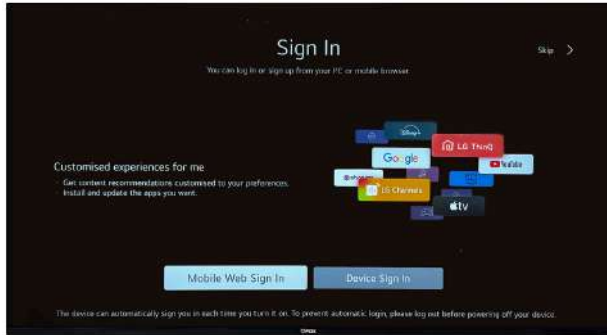 Sign In
Skip >
You can log in or sign up from your PC or mobile browser.
Disney+
LG ThinQ
Google
YouTube
LG Channels
tv
Customised experiences for me
Get content recommendations customised to your preferences.
Install and update the apps you want.
Mobile Web Sign In
Device Sign In
The device can automatically sign you in each time you turn it on. To prevent automatic login, please log out before powering off your device.